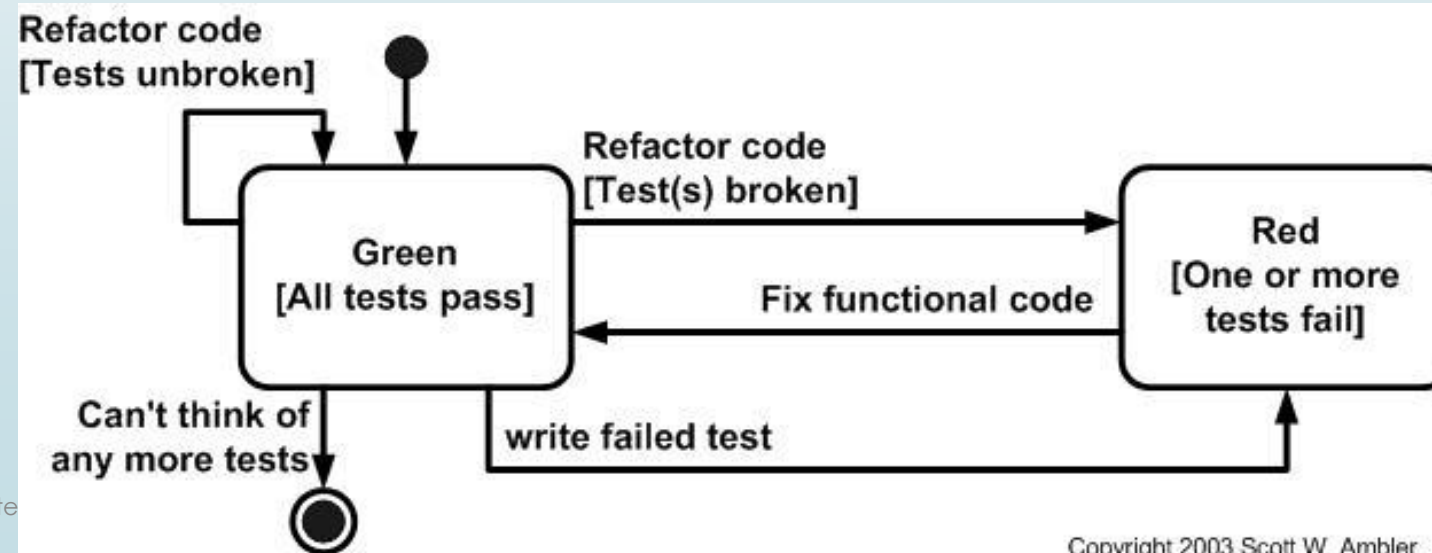 Refactor code
[Tests unbroken]
Refactor code
[Test(s) broken]
Green
[All tests pass]
Red
[One or more
tests fail]
Fix functional code
Can't think of
any more tests
write failed test
re
Copyright 2003 Scott W. Ambler